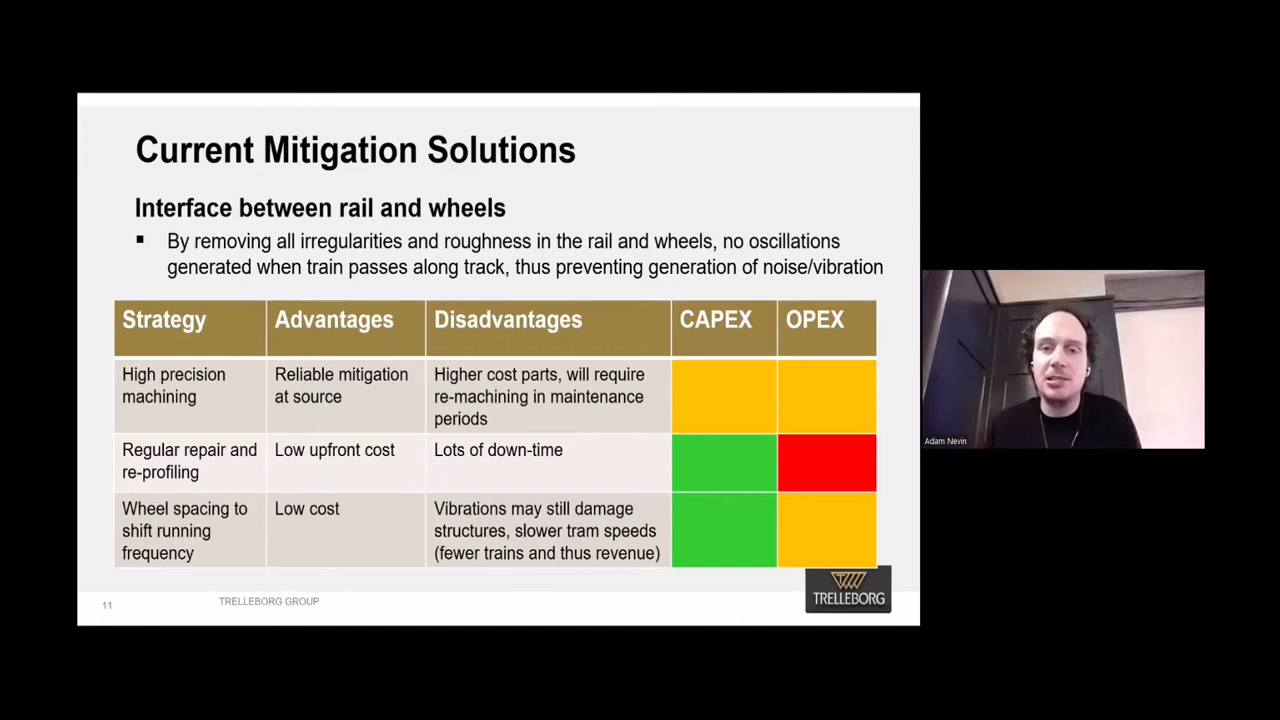 Current Mitigation Solutions
Interface between rail and wheels
▪ By removing all irregularities and roughness in the rail and wheels, no oscillations
generated when train passes along track, thus preventing generation of noise/vibration
Strategy
Advantages
Disadvantages
CAPEX
OPEX
High precision
machining
Reliable mitigation
at source
Higher cost parts, will require
re-machining in maintenance
periods
Regular repair and
re-profiling
Low upfront cost
Lots of down-time
Wheel spacing to
shift running
frequency
Low cost
Vibrations may still damage
structures, slower tram speeds
(fewer trains and thus revenue)
11
TRELLEBORG GROUP
TRELLEBORG
Adam Nevin